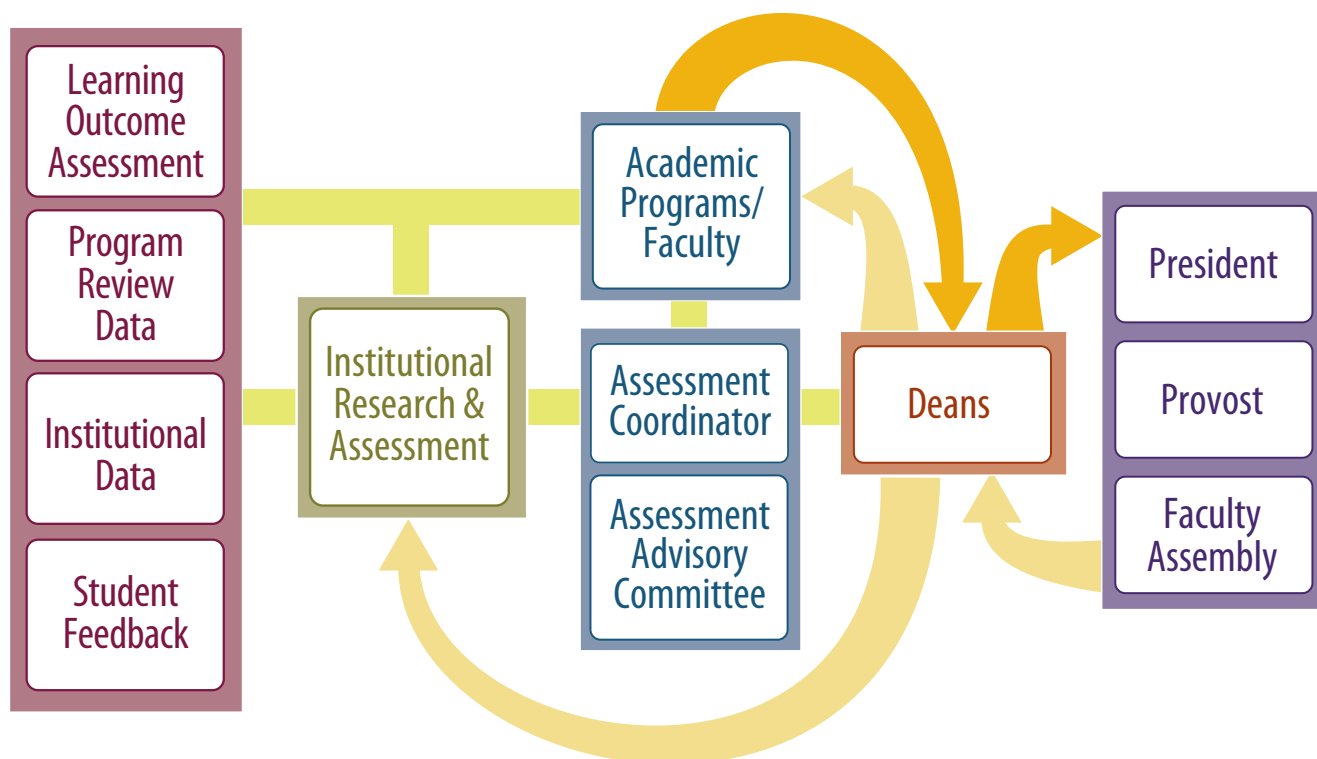 Learning
Outcome
Assessment
Program
Review
Data
Institutional
Data
Student
Feedback
Institutional
Research &
Assessment
Academic
Programs/
Faculty
Assessment
Coordinator
Assessment
Advisory
Committee
Deans
President
Provost
Faculty
Assembly